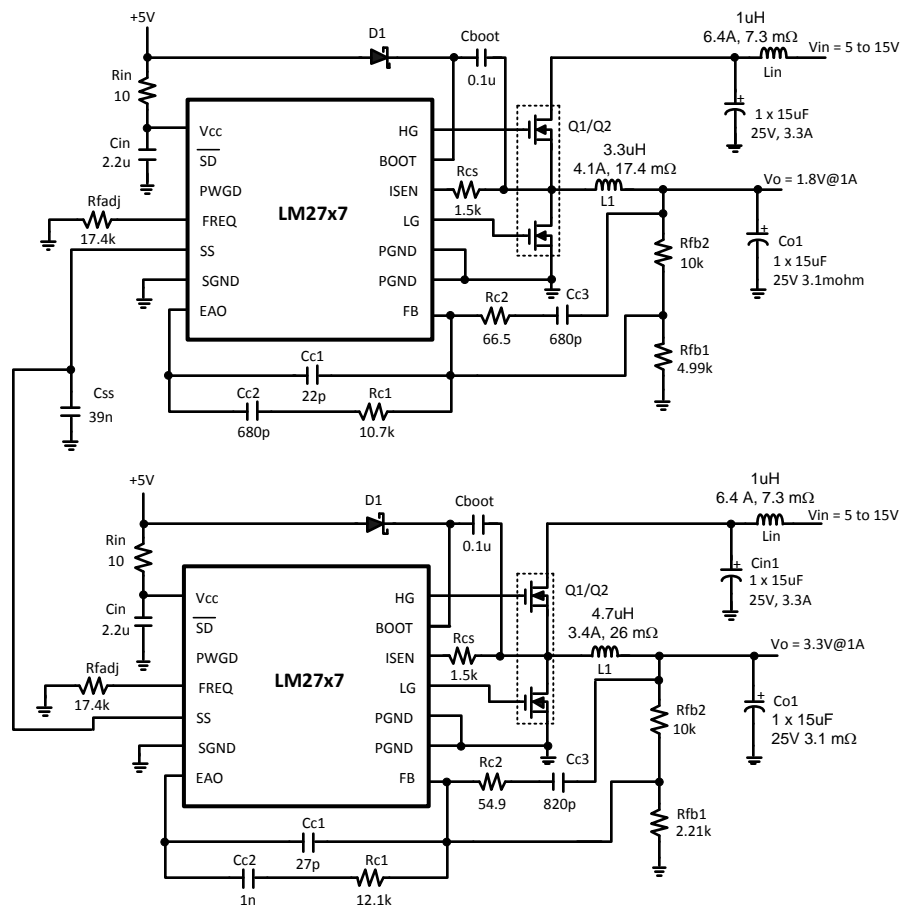 +5V
D1
Cboot
0.1u
1uH
6.4A, 7.3 mΩ
Lin
Vin = 5 to 15V
Rin
10
Cin
2.2u
1 x 15uF
25V, 3.3A
Vcc
SD
PWGD
FREQ
SS
SGND
EAO
LM27x7
HG
BOOT
ISEN
LG
PGND
PGND
FB
Q1/Q2
Rcs
1.5k
3.3uH
4.1A, 17.4 mΩ
L1
Vo = 1.8V@1A
Rfadj
17.4k
Rfb2
10k
Co1
1 x 15uF
25V 3.1mohm
Rc2
66.5
Cc3
680p
Rfb1
4.99k
Cc1
22p
Cc2
680p
Rc1
10.7k
Css
39n
+5V
D1
Cboot
0.1u
1uH
6.4 A, 7.3 mΩ
Lin
Vin = 5 to 15V
Rin
10
Cin
2.2u
Cin1
1 x 15uF
25V, 3.3A
Vcc
SD
PWGD
FREQ
SS
SGND
EAO
LM27x7
HG
BOOT
ISEN
LG
PGND
PGND
FB
Q1/Q2
Rcs
1.5k
4.7uH
3.4A, 26 mΩ
L1
Vo = 3.3V@1A
Rfadj
17.4k
Rfb2
10k
Co1
1 x 15uF
25V 3.1 mΩ
Rc2
54.9
Cc3
820p
Rfb1
2.21k
Cc1
27p
Cc2
1n
Rc1
12.1k